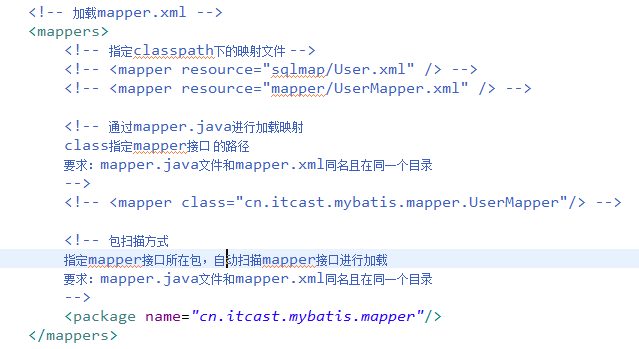 <!-- 加载mapper.xml -->
<mappers>
<!-- 指定classpath下的映射文件 -->
<!-- <mapper resource="sqlmap/User.xml" /> -->
<!-- <mapper resource="mapper/UserMapper.xml" /> -->
<!-- 通过mapper.java进行加载映射
class指定mapper接口 的路径
要求：mapper.java文件和mapper.xml同名且在同一个目录
-->
<!-- <mapper class="cn.itcast.mybatis.mapper.UserMapper"/> -->
<!-- 包扫描方式
指定mapper接口所在包，自动扫描mapper接口进行加载
要求：mapper.java文件和mapper.xml同名且在同一个目录
-->
<package name="cn.itcast.mybatis.mapper"/>
</mappers>